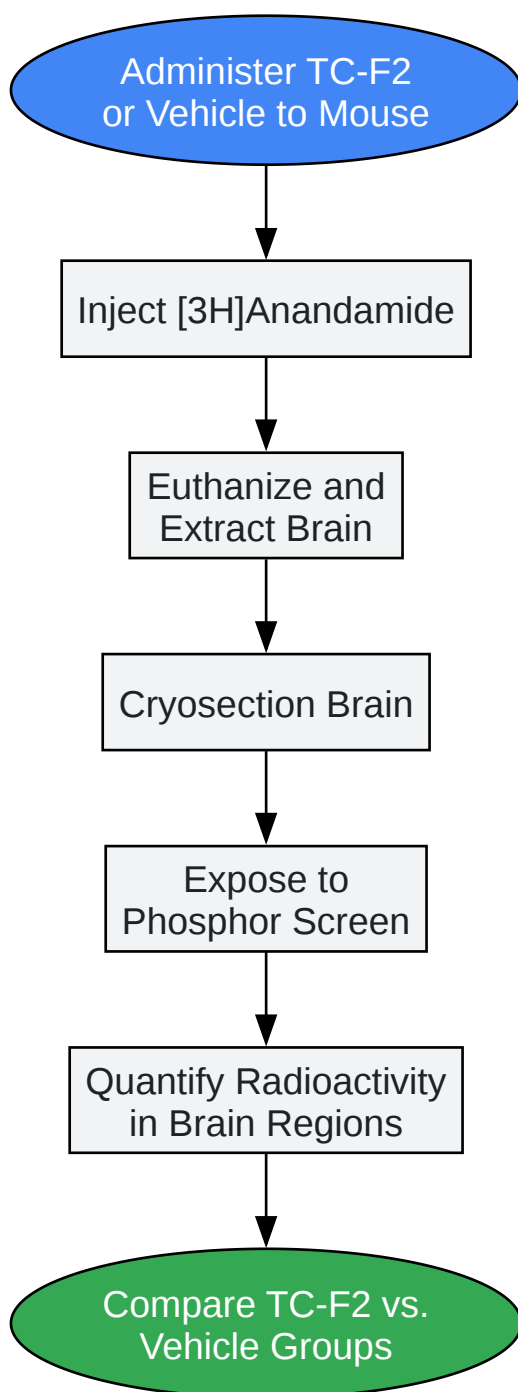 Administer TC-F2
or Vehicle to Mouse
Inject [3H]Anandamide
Euthanize and
Extract Brain
Cryosection Brain
Expose to
Phosphor Screen
Quantify Radioactivity
in Brain Regions
Compare TC-F2 vs.
Vehicle Groups